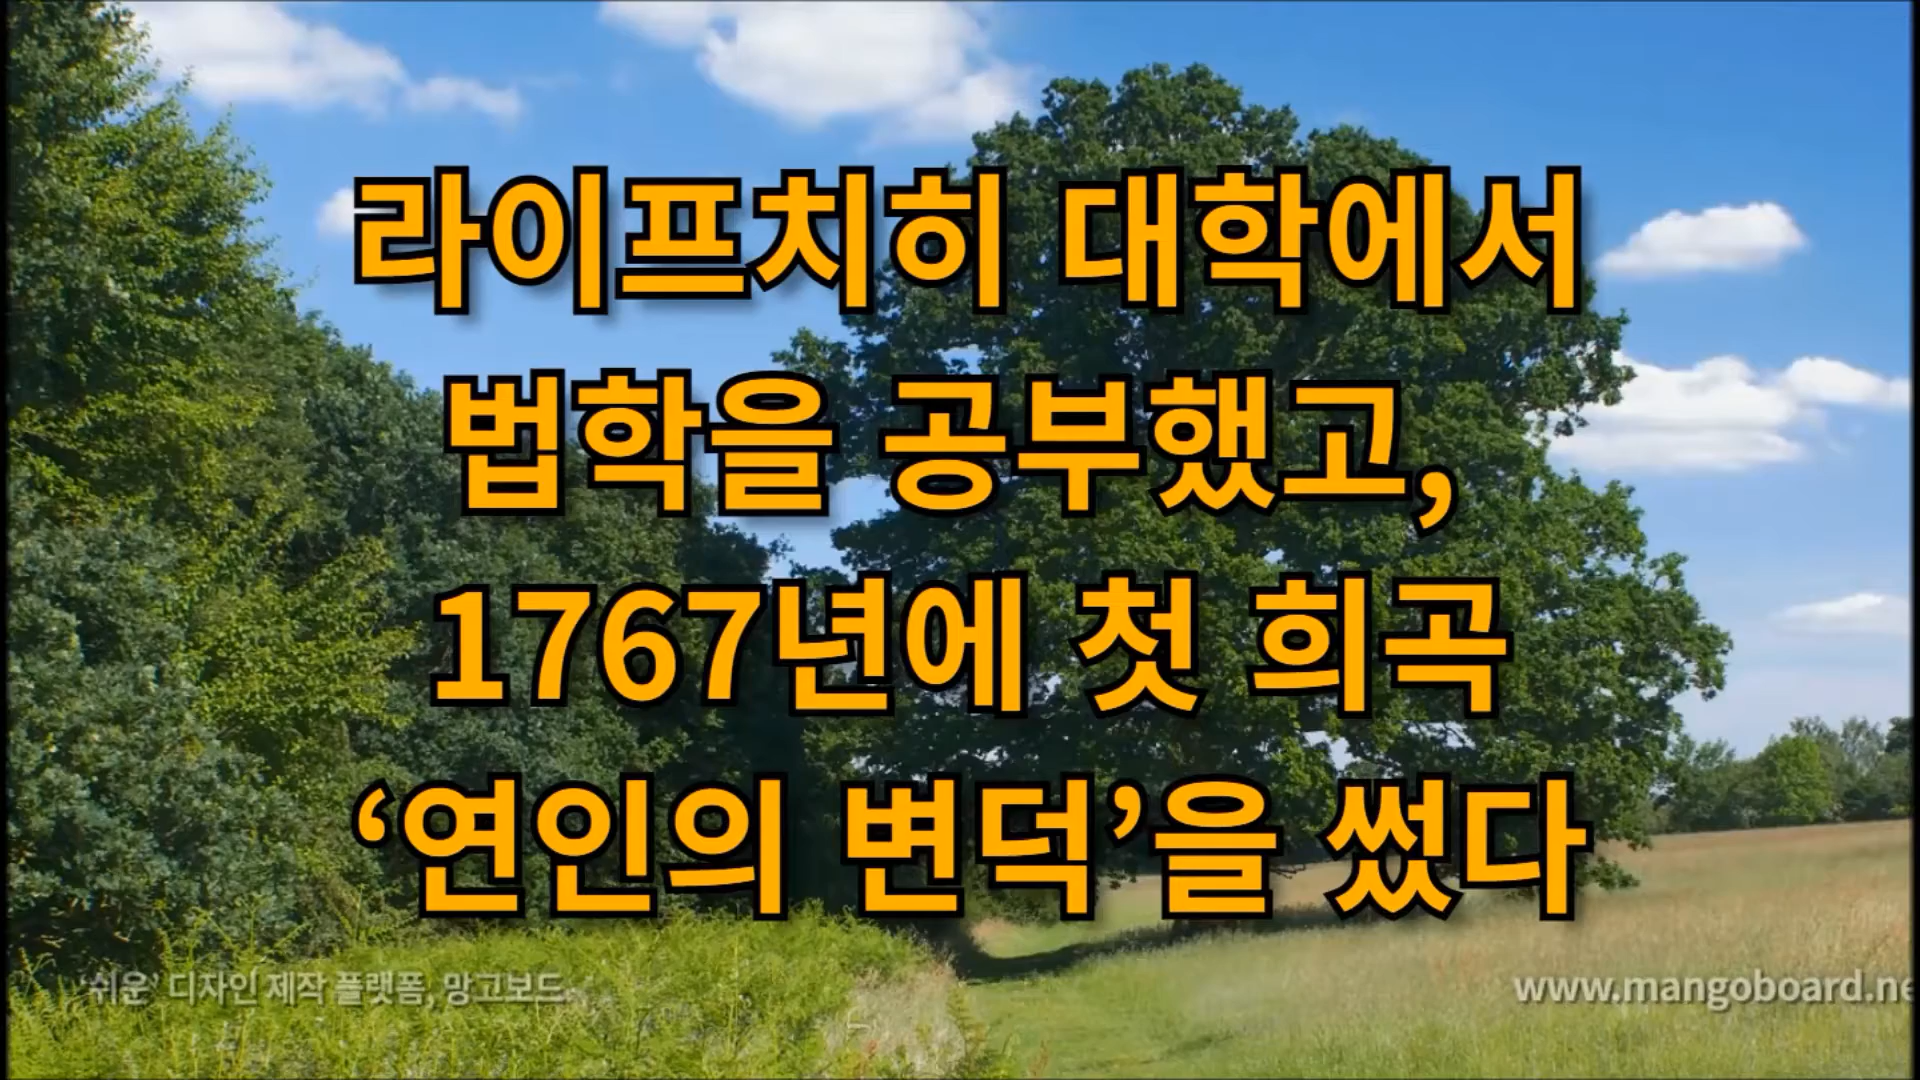 라이프치히 대학에서
법학을 공부했고,
1767년에 첫 희곡
‘연인의 변덕’을 썼다
‘쉬운’ 디자인 제작 플랫폼, 망고보드
www.mangoboard.ne